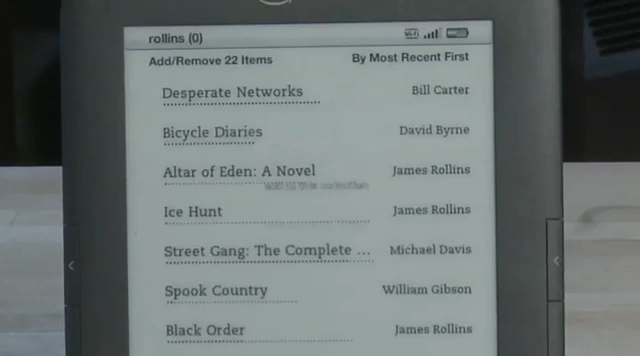 rollins (0)
Add/Remove 22 Items By Most Recent First
Desperate Networks Bill Carter
Bicycle Diaries David Byrne
Altar of Eden: A Novel James Rollins
Ice Hunt James Rollins
Street Gang: The Complete ... Michael Davis
Spook Country William Gibson
Black Order James Rollins